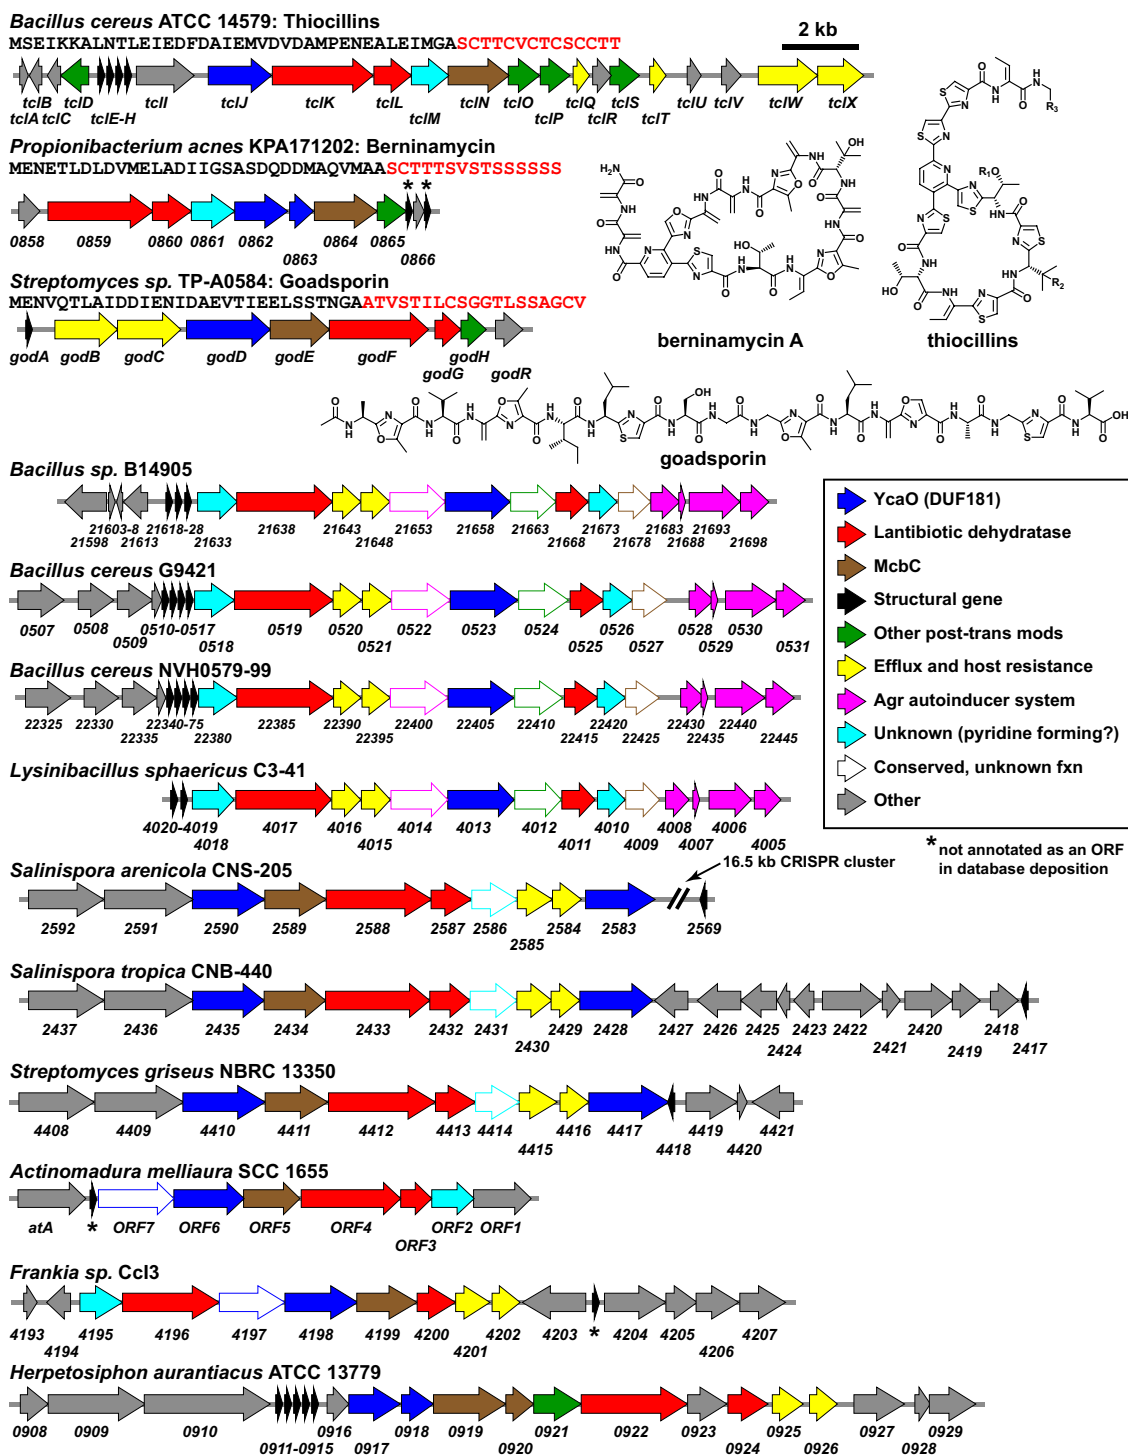 Bacillus cereus ATCC 14579: Thiocillins
MSEIKKALNTLEIEDFDAIEMVDVDAMPENEALEIMGASCTTCVCTCSCCTT
2 kb
tclB tclD tclI tclJ tclK tclL tclN tclO tclQ tclS tclU tclV tclW tclX
tclA tclC tclE-H tclM tclP tclR tclT
Propionibacterium acnes KPA171202: Berninamycin
MENETLDLDVMELADIIGSASDQDDMAQVMAASCTTTSVSTSSSSSS
* *
0858 0859 0860 0861 0862 0864 0865 0866
0863
Streptomyces sp. TP-A0584: Goadsporin
MENVQTLAIDDIENIDAEVTIEELSSTNGAATVSTILCSGGTLSSAGCV
godA godB godC godD godE godF godH
godG godR
berninamycin A
thiocillins
goadsporin
Bacillus sp. B14905
21603-8 21618-28 21638 21643 21653 21658 21663 21673 21683 21693
21598 21613 21633 21648 21668 21678 21688 21698
YcaO (DUF181)
Lantibiotic dehydratase
McbC
Structural gene
Other post-trans mods
Efflux and host resistance
Agr autoinducer system
Unknown (pyridine forming?)
Conserved, unknown fxn
Other
*not annotated as an ORF
in database deposition
Bacillus cereus G9421
0507 0508 0510-0517 0519 0520 0522 0523 0524 0526 0528 0530
0509 0518 0521 0525 0527 0529 0531
Bacillus cereus NVH0579-99
22325 22330 22340-75 22385 22390 22400 22405 22410 22420 22430 22440
22335 22380 22395 22415 22425 22435 22445
Lysinibacillus sphaericus C3-41
4020-4019 4017 4016 4014 4013 4012 4010 4008 4006
4018 4015 4011 4009 4007 4005
Salinispora arenicola CNS-205
16.5 kb CRISPR cluster
2592 2591 2590 2589 2588 2587 2586 2584 2583 2569
2585
Salinispora tropica CNB-440
2437 2436 2435 2434 2433 2432 2431 2429 2428 2427 2426 2425 2423 2422 2420 2418
2430 2424 2421 2419 2417
Streptomyces griseus NBRC 13350
4408 4409 4410 4411 4412 4413 4414 4416 4417 4419 4421
4415 4418 4420
Actinomadura melliaura SCC 1655
atA * ORF7 ORF6 ORF5 ORF4 ORF2 ORF1
ORF3
Frankia sp. CcI3
4193 4195 4196 4197 4198 4199 4200 4202 4203 * 4204 4205 4207
4194 4201 4206
Herpetosiphon aurantiacus ATCC 13779
0908 0909 0910 0916 0918 0919 0921 0922 0923 0925 0927 0929
0911-0915 0917 0920 0924 0926 0928